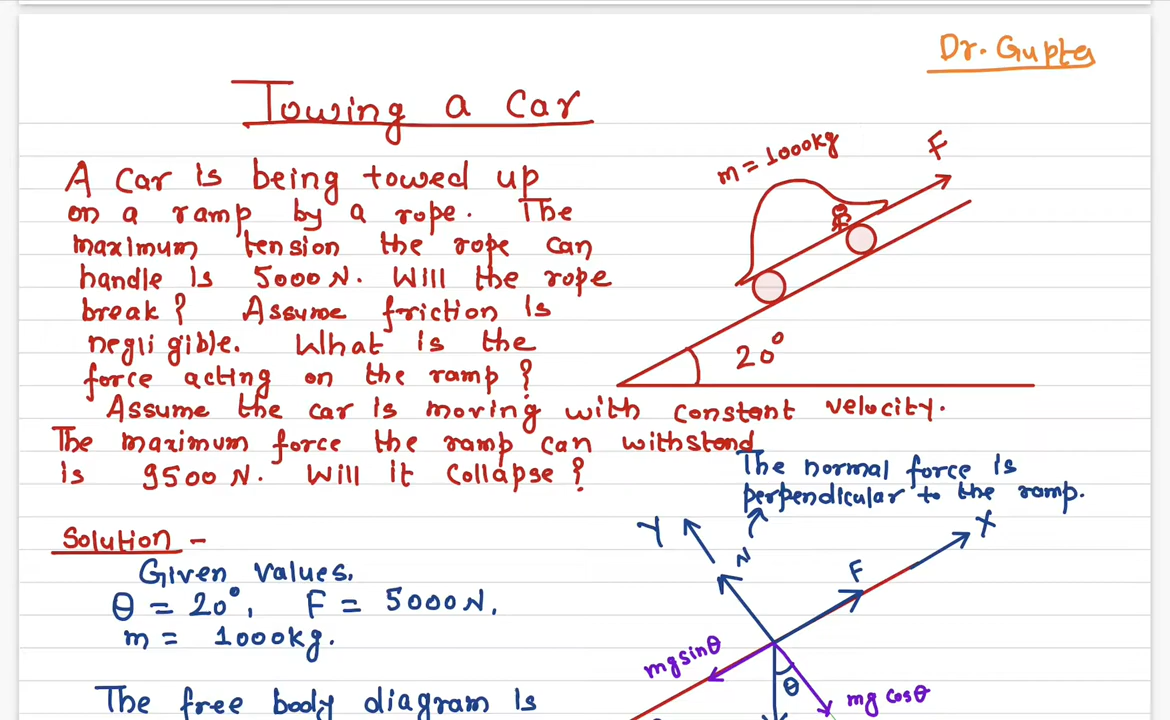 Dr. Gupta
Towing a Car
m = 1000kg
F
A car is being towed up
on a ramp by a rope. The
maximum tension the rope can
handle is 5000 N. Will the rope
break? Assume friction is
negligible. What is the
force acting on the ramp?
20°
Assume the car is moving with constant velocity.
The maximum force the ramp can withstand
is 9500 N. Will it collapse?
The normal force is
perpendicular to the ramp.
Solution -
Given values,
θ = 20°, F = 5000 N,
m = 1000kg.
Y
N
X
F
mg sinθ
θ
mg cosθ
The free body diagram is